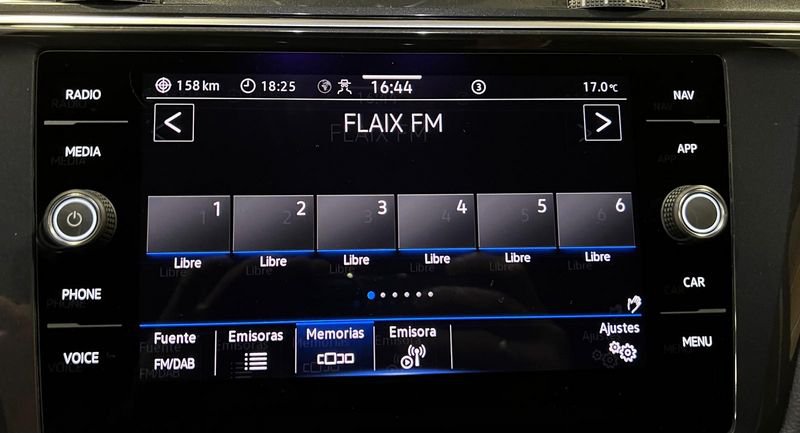 RADIO
MEDIA
PHONE
VOICE
158 km 18:25 16:44 3 17.0°C
< FLAIX FM >
1 2 3 4 5 6
Libre Libre Libre Libre Libre Libre
Fuente Emisoras Memorias Emisora Ajustes
FM/DAB
NAV
APP
CAR
MENU